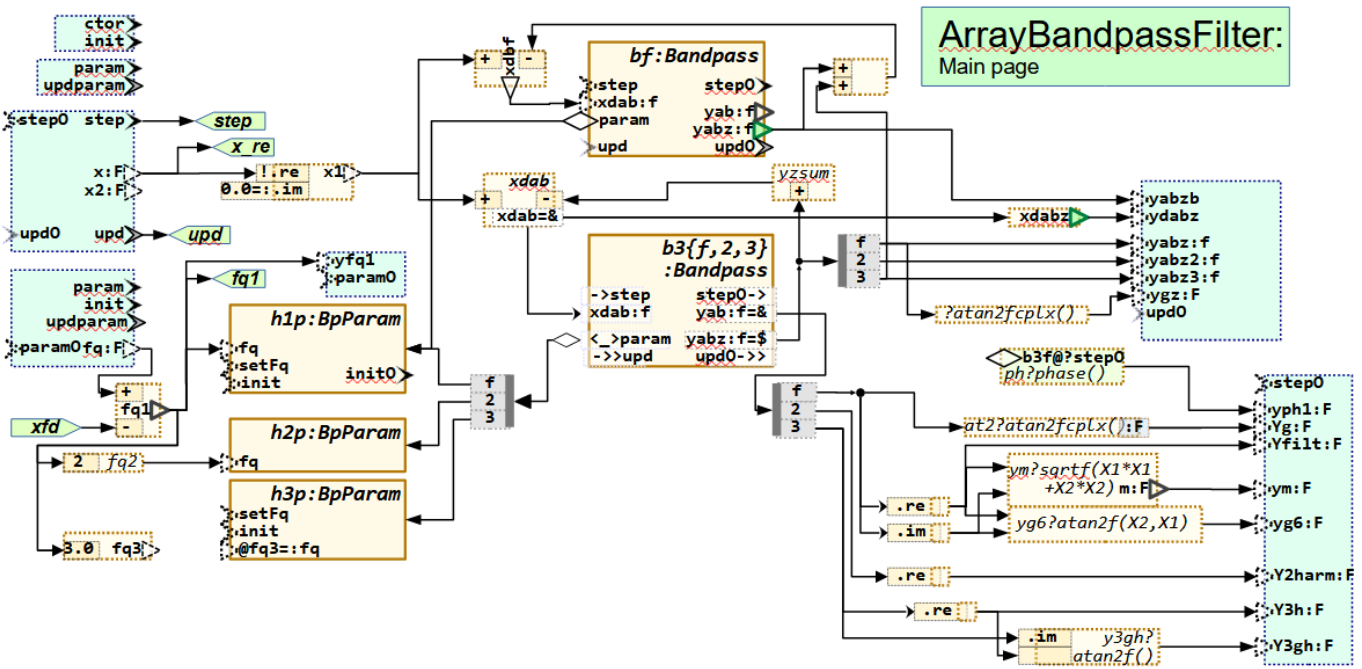 ArrayBandpassFilter:
Main page
ctor
init
param
updparam
step0 step
x:F
x2:F
upd0 upd
step
x_re
upd
!.re x1
0.0=:.im
+ xdbf -
bf:Bandpass
step step0
xdab:f
yab:f
param
yabz:f
upd upd0
+
+
xdab
+ -
xdab=&
yzsum
+
xdabz
yabzb
ydabz
yabz:f
yabz2:f
yabz3:f
ygz:F
upd0
f
2
3
?atan2fcplx()
param
init
updparam
param0 fq:F
fq1
yfq1
param0
h1p:BpParam
fq
setFq
init
init0
+
fq1
-
xfd
2 fq2
3.0 fq3
h2p:BpParam
fq
h3p:BpParam
setFq
init
@fq3=:fq
f
2
3
b3{f,2,3}
:Bandpass
->step step0->
xdab:f yab:f=&
<_>param yabz:f=$
->>upd upd0->>
f
2
3
b3f@?step0
ph?phase()
at2?atan2fcplx():F
ym?sqrtf(X1*X1
+X2*X2) m:F
.re
.im
yg6?atan2f(X2,X1)
.re
.re
.im y3gh?
atan2f()
step0
yph1:F
Yg:F
Yfilt:F
ym:F
yg6:F
Y2harm:F
Y3h:F
Y3gh:F